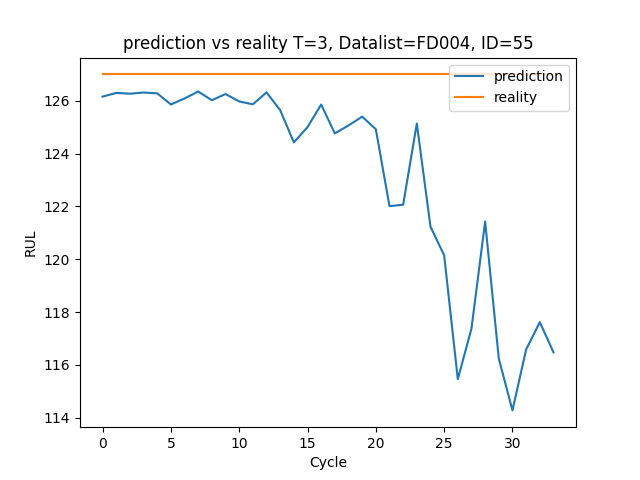 prediction vs reality T=3, Datalist=FD004, ID=55
prediction
reality
126
124
122
120
118
116
114
RUL
0 5 10 15 20 25 30
Cycle